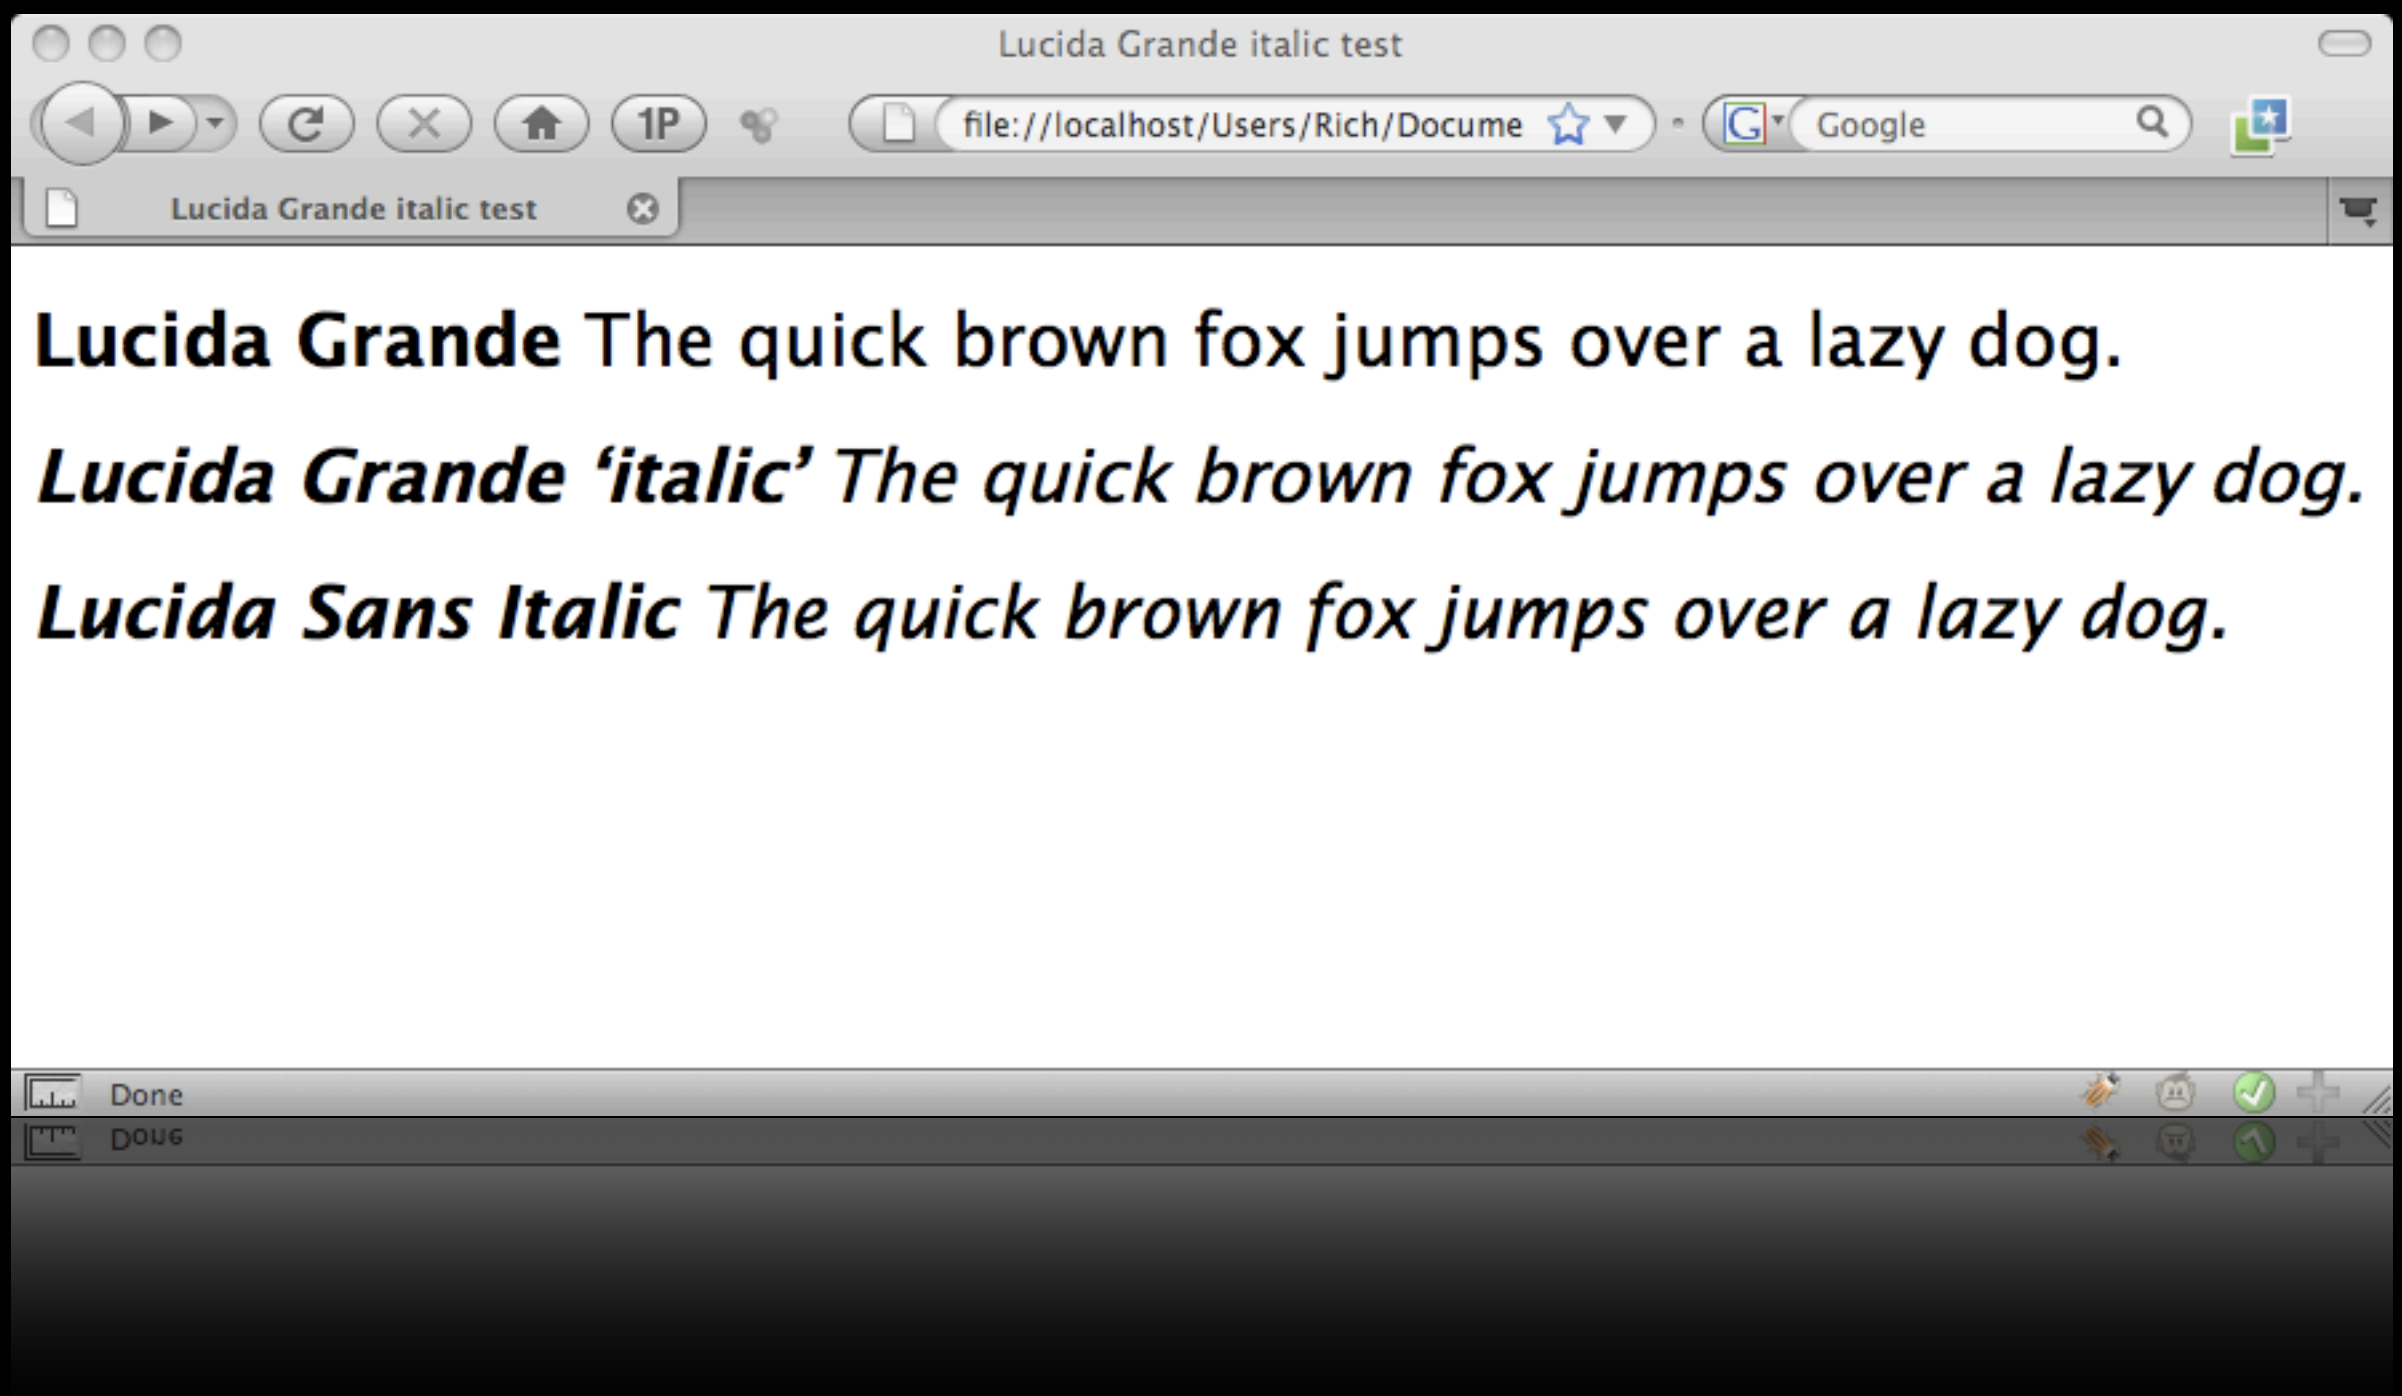 Lucida Grande italic test
1P
file://localhost/Users/Rich/Docume
G
Google
Lucida Grande italic test
Lucida Grande The quick brown fox jumps over a lazy dog.
Lucida Grande ‘italic’ The quick brown fox jumps over a lazy dog.
Lucida Sans Italic The quick brown fox jumps over a lazy dog.
Done